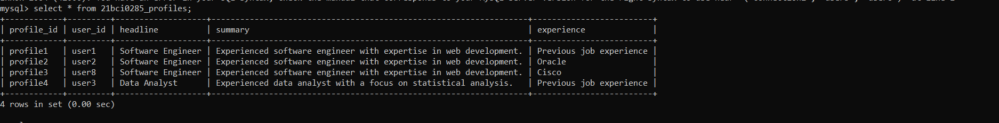 mysql> select * from 21bci0285_profiles;
+------------+---------+-------------------+------------------------------------------------------------------+-------------------------+
| profile_id | user_id | headline          | summary                                                          | experience              |
+------------+---------+-------------------+------------------------------------------------------------------+-------------------------+
| profile1   | user1   | Software Engineer | Experienced software engineer with expertise in web development. | Previous job experience |
| profile2   | user2   | Software Engineer | Experienced software engineer with expertise in web development. | Oracle                  |
| profile3   | user8   | Software Engineer | Experienced software engineer with expertise in web development. | Cisco                   |
| profile4   | user3   | Data Analyst      | Experienced data analyst with a focus on statistical analysis.   | Previous job experience |
+------------+---------+-------------------+------------------------------------------------------------------+-------------------------+
4 rows in set (0.00 sec)